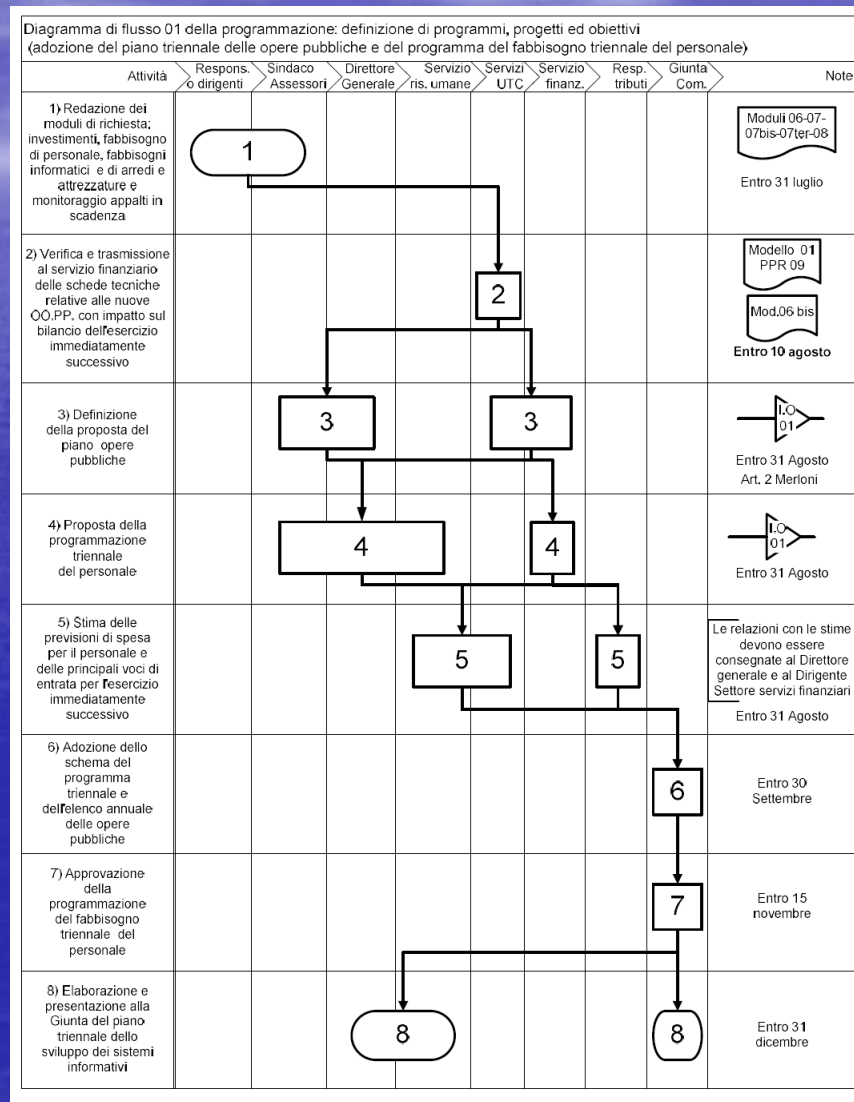 Diagramma di flusso 01 della programmazione: definizione di programmi, progetti ed obiettivi
(adozione del piano triennale delle opere pubbliche e del programma del fabbisogno triennale del personale)
Attività
Respons.
o dirigenti
Sindaco
Assessori
Direttore
Generale
Servizio
ris. umane
Servizi
UTC
Servizio
finanz.
Resp.
tributi
Giunta
Com.
Note
1) Redazione dei
moduli di richiesta:
investimenti, fabbisogno
di personale, fabbisogni
informatici e di arredi e
attrezzature e
monitoraggio appalti in
scadenza
1
Moduli 06-07-
07bis-07ter-08
Entro 31 luglio
2) Verifica e trasmissione
al servizio finanziario
delle schede tecniche
relative alle nuove
OO.PP. con impatto sul
bilancio dell'esercizio
immediatamente
successivo
2
Modello 01
PPR 09
Mod.06 bis
Entro 10 agosto
3) Definizione
della proposta del
piano opere
pubbliche
3
3
I.O
01
Entro 31 Agosto
Art. 2 Merloni
4) Proposta della
programmazione
triennale
del personale
4
4
I.O
01
Entro 31 Agosto
5) Stima delle
previsioni di spesa
per il personale e
delle principali voci di
entrata per l'esercizio
immediatamente
successivo
5
5
Le relazioni con le stime
devono essere
consegnate al Direttore
generale e al Dirigente
Settore servizi finanziari
Entro 31 Agosto
6) Adozione dello
schema del
programma
triennale e
dell'elenco annuale
delle opere
pubbliche
6
Entro 30
Settembre
7) Approvazione
della
programmazione
del fabbisogno
triennale del
personale
7
Entro 15
novembre
8) Elaborazione e
presentazione alla
Giunta del piano
triennale dello
sviluppo dei sistemi
informativi
8
8
Entro 31
dicembre